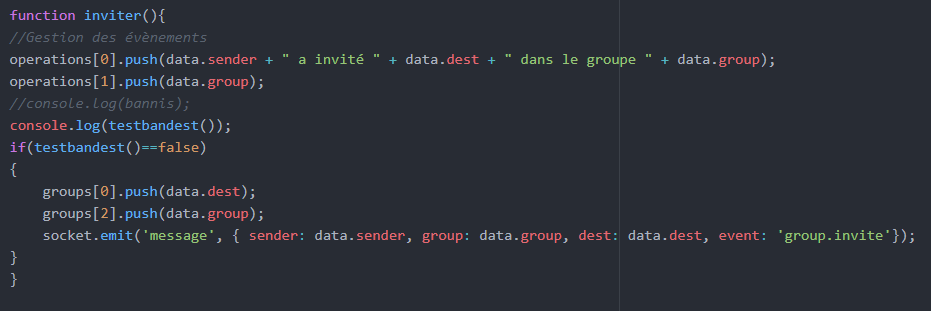 function inviter(){
//Gestion des évènements
operations[0].push(data.sender + " a invité " + data.dest + " dans le groupe " + data.group);
operations[1].push(data.group);
//console.log(bannis);
console.log(testbandest());
if(testbandest()==false)
{
    groups[0].push(data.dest);
    groups[2].push(data.group);
    socket.emit('message', { sender: data.sender, group: data.group, dest: data.dest, event: 'group.invite'});
}
}